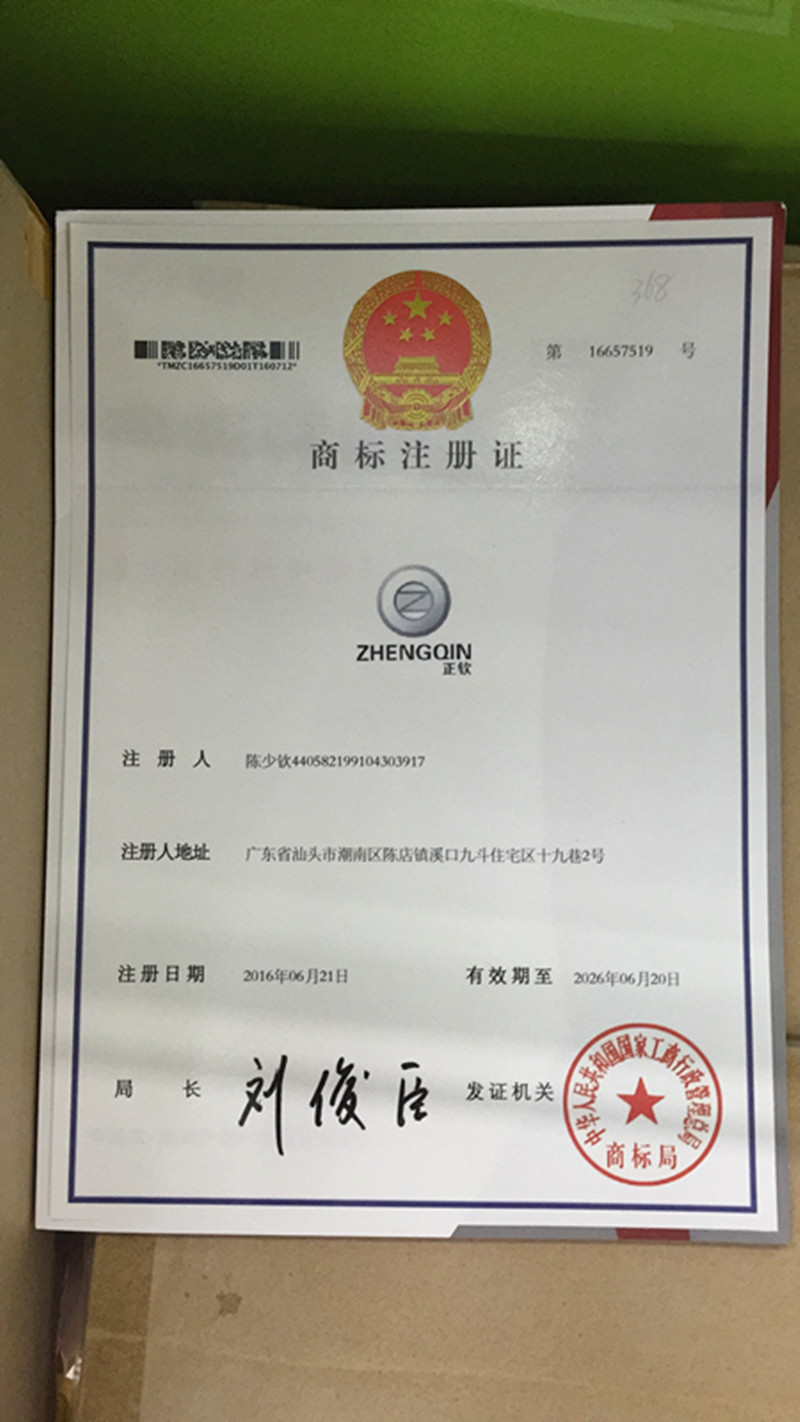 368
第 16657519 号
*TMZC16657519D01T160712*
商标注册证
Z
ZHENGQIN
正钦
注册人 陈少钦440582199104303917
注册人地址 广东省汕头市潮南区陈店镇溪口九斗住宅区十九巷2号
注册日期 2016年06月21日 有效期至 2026年06月20日
局长 刘俊臣 发证机关
中华人民共和国国家工商行政管理总局
商标局